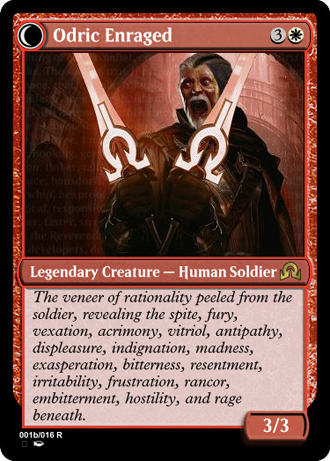 Odric Enraged
3
Legendary Creature — Human Soldier
The veneer of rationality peeled from the
soldier, revealing the spite, fury,
vexation, acrimony, vitriol, antipathy,
displeasure, indignation, madness,
exasperation, bitterness, resentment,
irritability, frustration, rancor,
embitterment, hostility, and rage
beneath.
3/3
001b/016 R